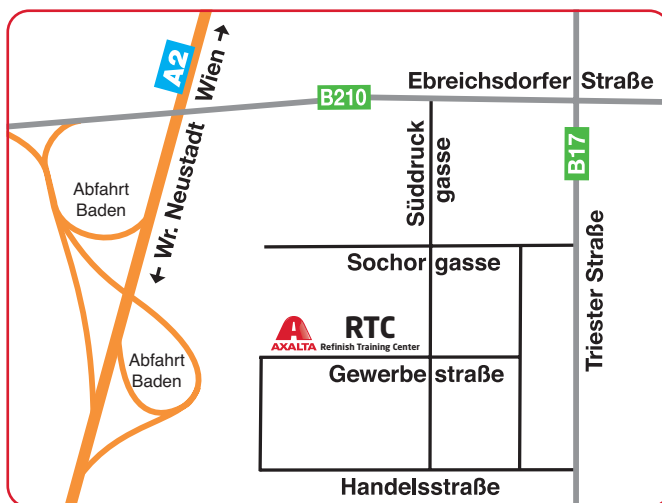 A2
← Wr. Neustadt Wien →
Ebreichsdorfer Straße
B210
B17
Süddruck
gasse
Abfahrt
Baden
Sochor gasse
Triester Straße
AXALTA
RTC
Refinish Training Center
Abfahrt
Baden
Gewerbe straße
Handelsstraße